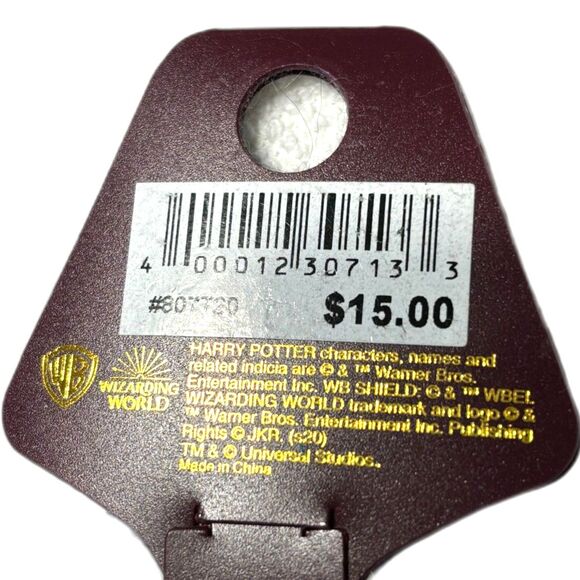 4 00012 30713 3
#807720 $15.00
WB
WIZARDING
WORLD
HARRY POTTER characters, names and
related indicia are © & ™ Warner Bros.
Entertainment Inc. WB SHIELD: © & ™ WBEI.
WIZARDING WORLD trademark and logo © &
™ Warner Bros. Entertainment Inc. Publishing
Rights © JKR. (s20)
TM & © Universal Studios.
Made in China